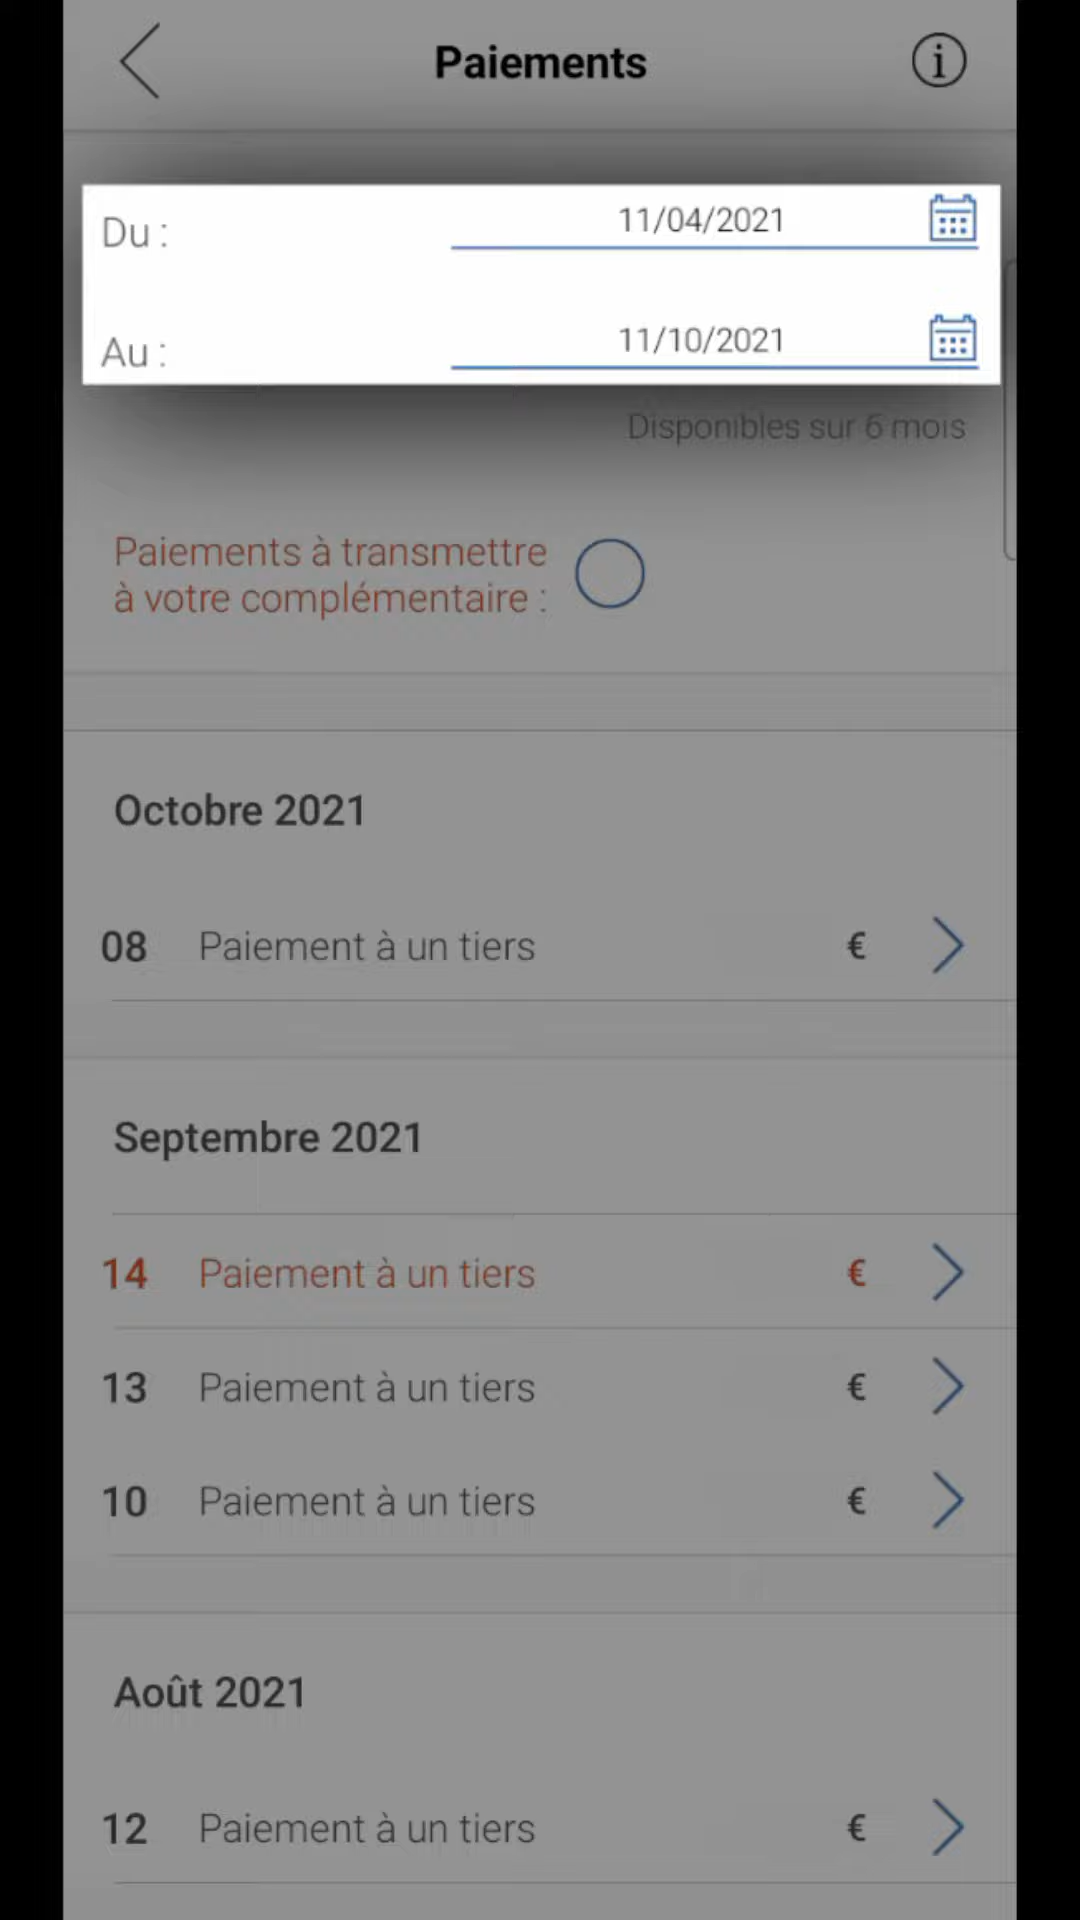 Paiements
Du : 11/04/2021
Au : 11/10/2021
Disponibles sur 6 mois
Paiements à transmettre
à votre complémentaire :
Octobre 2021
08 Paiement à un tiers €
Septembre 2021
14 Paiement à un tiers €
13 Paiement à un tiers €
10 Paiement à un tiers €
Août 2021
12 Paiement à un tiers €